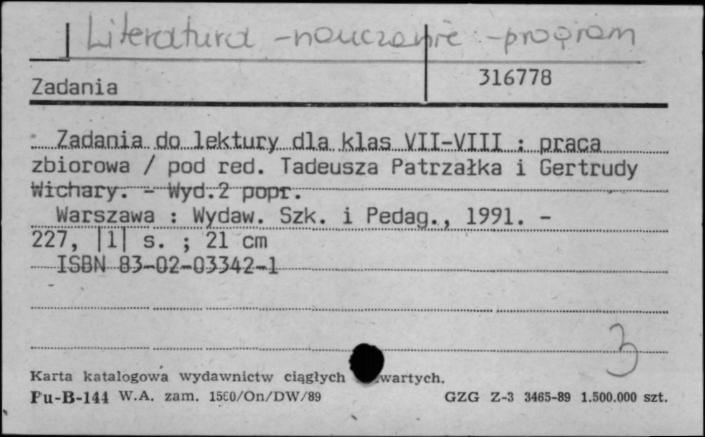 Literatura - nauczanie - program
Zadania
316778
Zadania do lektury dla klas VII-VIII : praca
zbiorowa / pod red. Tadeusza Patrzałka i Gertrudy
Wichary. - Wyd.2 popr.
Warszawa : Wydaw. Szk. i Pedag., 1991. -
227, |1| s. ; 21 cm
ISBN 83-02-03342-1
3
Karta katalogowa wydawnictw ciągłych wartych.
Pu-B-144 W.A. zam. 1560/On/DW/89
GZG Z-3 3465-89 1.500.000 szt.